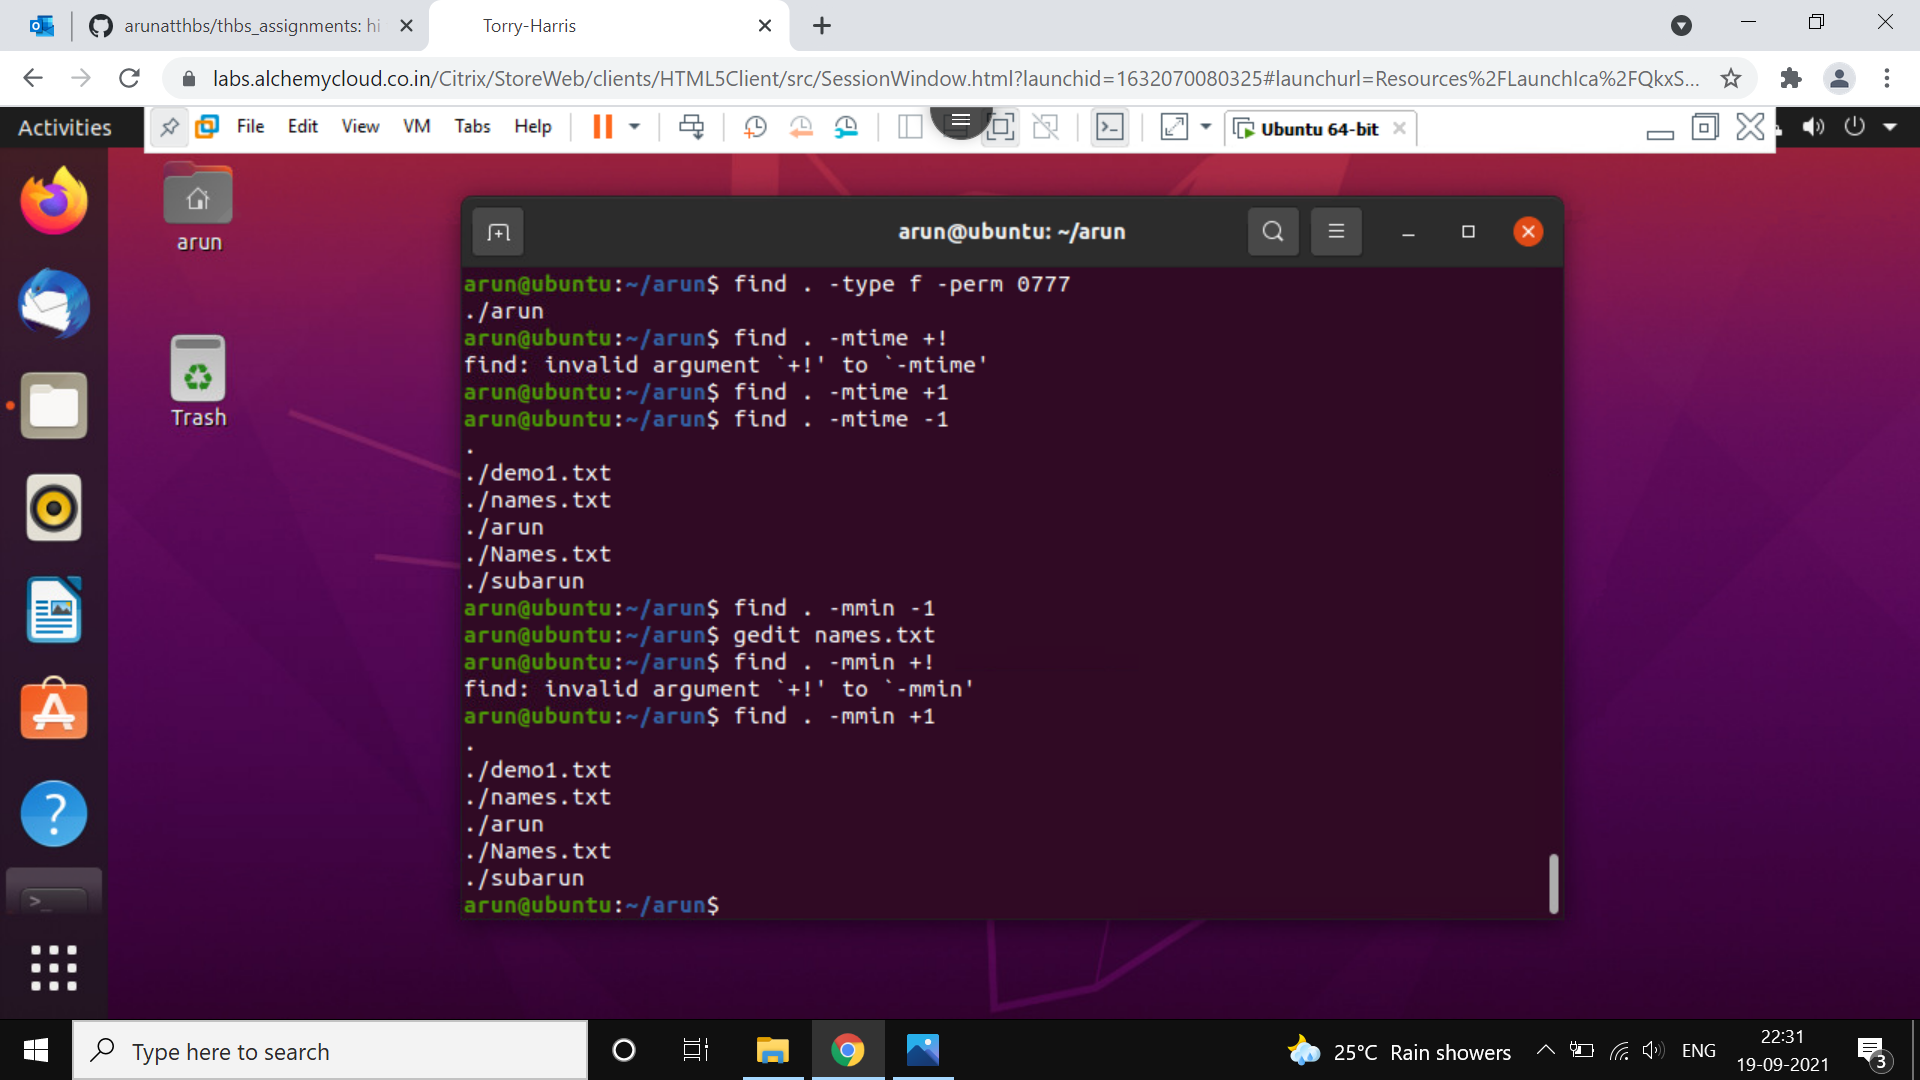 arunatthbs/thbs_assignments: hi
Torry-Harris
labs.alchemycloud.co.in/Citrix/StoreWeb/clients/HTML5Client/src/SessionWindow.html?launchid=1632070080325#launchurl=Resources%2FLaunchIca%2FQkxS...
Activities
File Edit View VM Tabs Help
Ubuntu 64-bit
arun
Trash
arun@ubuntu: ~/arun
arun@ubuntu:~/arun$ find . -type f -perm 0777
./arun
arun@ubuntu:~/arun$ find . -mtime +!
find: invalid argument `+!' to `-mtime'
arun@ubuntu:~/arun$ find . -mtime +1
arun@ubuntu:~/arun$ find . -mtime -1
.
./demo1.txt
./names.txt
./arun
./Names.txt
./subarun
arun@ubuntu:~/arun$ find . -mmin -1
arun@ubuntu:~/arun$ gedit names.txt
arun@ubuntu:~/arun$ find . -mmin +!
find: invalid argument `+!' to `-mmin'
arun@ubuntu:~/arun$ find . -mmin +1
.
./demo1.txt
./names.txt
./arun
./Names.txt
./subarun
arun@ubuntu:~/arun$
Type here to search
25°C Rain showers
ENG
22:31
19-09-2021
3